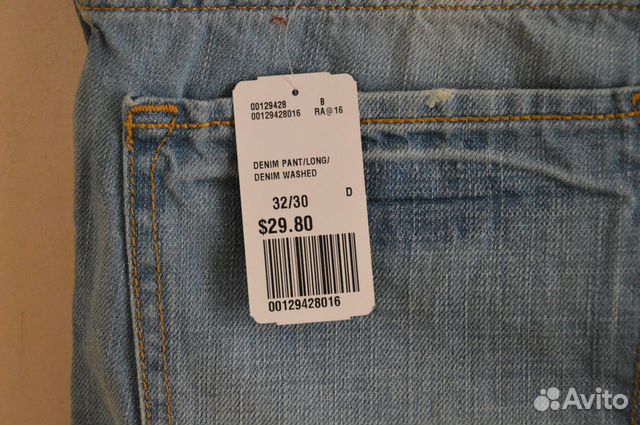 00129428 B
00129428016 RA@16
DENIM PANT/LONG/
DENIM WASHED
32/30 D
$29.80
00129428016
Avito